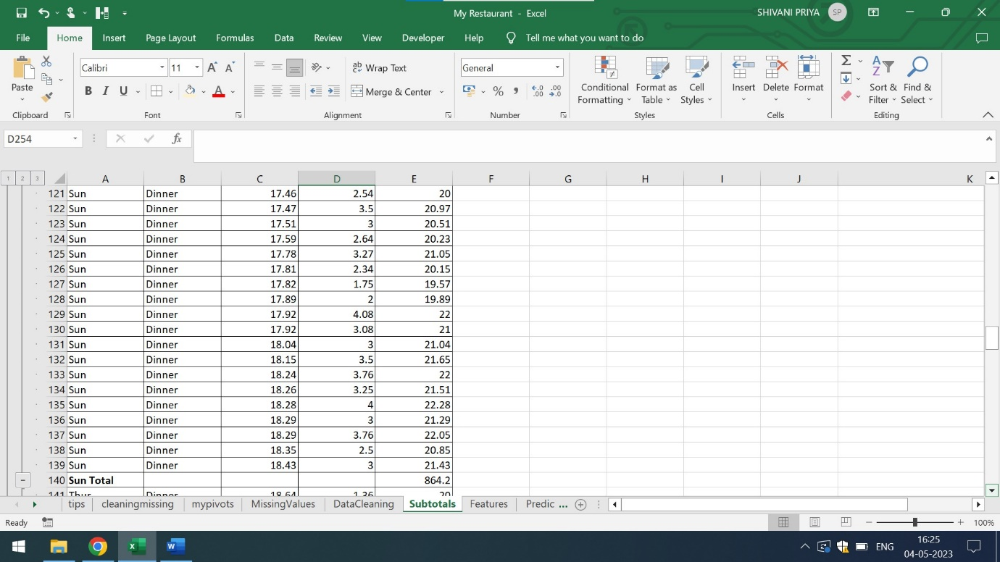 My Restaurant - Excel
SHIVANI PRIYA SP
File Home Insert Page Layout Formulas Data Review View Developer Help Tell me what you want to do
Calibri 11 A A ab Wrap Text General
Paste B I U A Merge & Center % , Conditional Formatting Format as Table Cell Styles Insert Delete Format Sort & Filter Find & Select
Clipboard Font Alignment Number Styles Cells Editing
D254 fx
1 2 3 A B C D E F G H I J K
121 Sun Dinner 17.46 2.54 20
122 Sun Dinner 17.47 3.5 20.97
123 Sun Dinner 17.51 3 20.51
124 Sun Dinner 17.59 2.64 20.23
125 Sun Dinner 17.78 3.27 21.05
126 Sun Dinner 17.81 2.34 20.15
127 Sun Dinner 17.82 1.75 19.57
128 Sun Dinner 17.89 2 19.89
129 Sun Dinner 17.92 4.08 22
130 Sun Dinner 17.92 3.08 21
131 Sun Dinner 18.04 3 21.04
132 Sun Dinner 18.15 3.5 21.65
133 Sun Dinner 18.24 3.76 22
134 Sun Dinner 18.26 3.25 21.51
135 Sun Dinner 18.28 4 22.28
136 Sun Dinner 18.29 3 21.29
137 Sun Dinner 18.29 3.76 22.05
138 Sun Dinner 18.35 2.5 20.85
139 Sun Dinner 18.43 3 21.43
140 Sun Total 864.2
141 Thur Dinner 18.64 1.36 20
tips cleaningmissing mypivots MissingValues DataCleaning Subtotals Features Predic ...
Ready 100%
ENG 16:25
04-05-2023